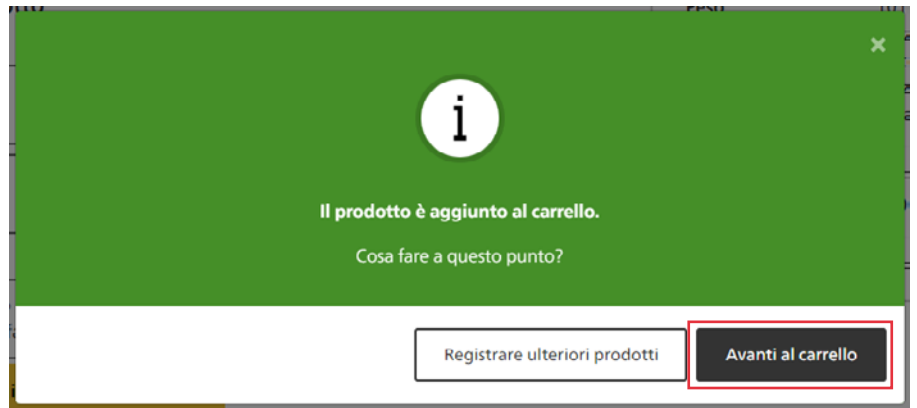 ×
i
Il prodotto è aggiunto al carrello.
Cosa fare a questo punto?
Registrare ulteriori prodotti
Avanti al carrello